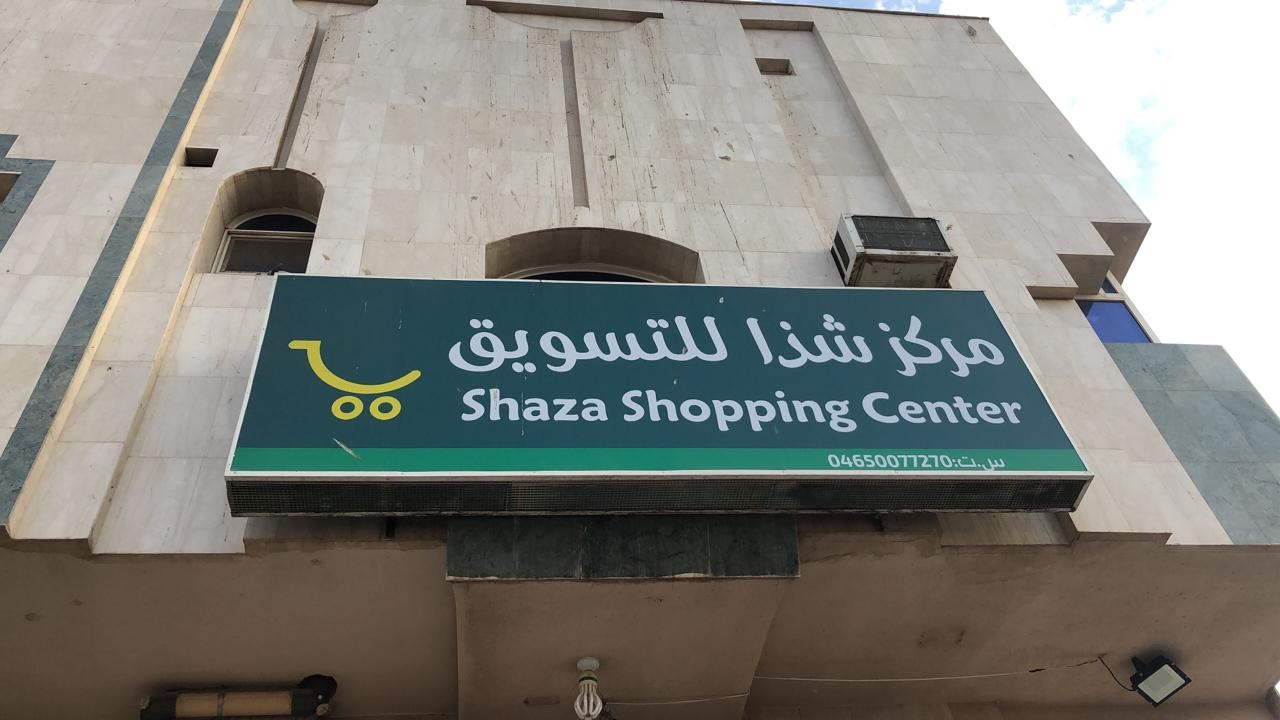 مركز شذا للتسويق
Shaza Shopping Center
س.ت:04650077270